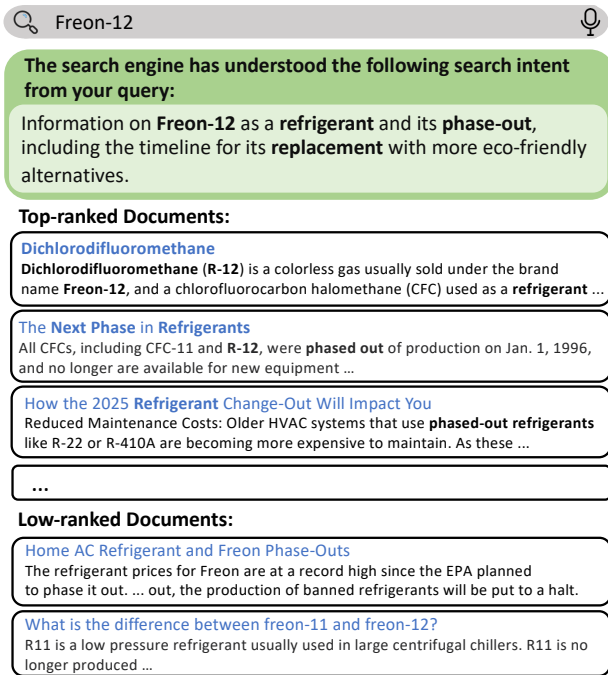 Freon-12
The search engine has understood the following search intent
from your query:
Information on Freon-12 as a refrigerant and its phase-out,
including the timeline for its replacement with more eco-friendly
alternatives.
Top-ranked Documents:
Dichlorodifluoromethane
Dichlorodifluoromethane (R-12) is a colorless gas usually sold under the brand
name Freon-12, and a chlorofluorocarbon halomethane (CFC) used as a refrigerant ...
The Next Phase in Refrigerants
All CFCs, including CFC-11 and R-12, were phased out of production on Jan. 1, 1996,
and no longer are available for new equipment ...
How the 2025 Refrigerant Change-Out Will Impact You
Reduced Maintenance Costs: Older HVAC systems that use phased-out refrigerants
like R-22 or R-410A are becoming more expensive to maintain. As these ...
...
Low-ranked Documents:
Home AC Refrigerant and Freon Phase-Outs
The refrigerant prices for Freon are at a record high since the EPA planned
to phase it out. ... out, the production of banned refrigerants will be put to a halt.
What is the difference between freon-11 and freon-12?
R11 is a low pressure refrigerant usually used in large centrifugal chillers. R11 is no
longer produced ...